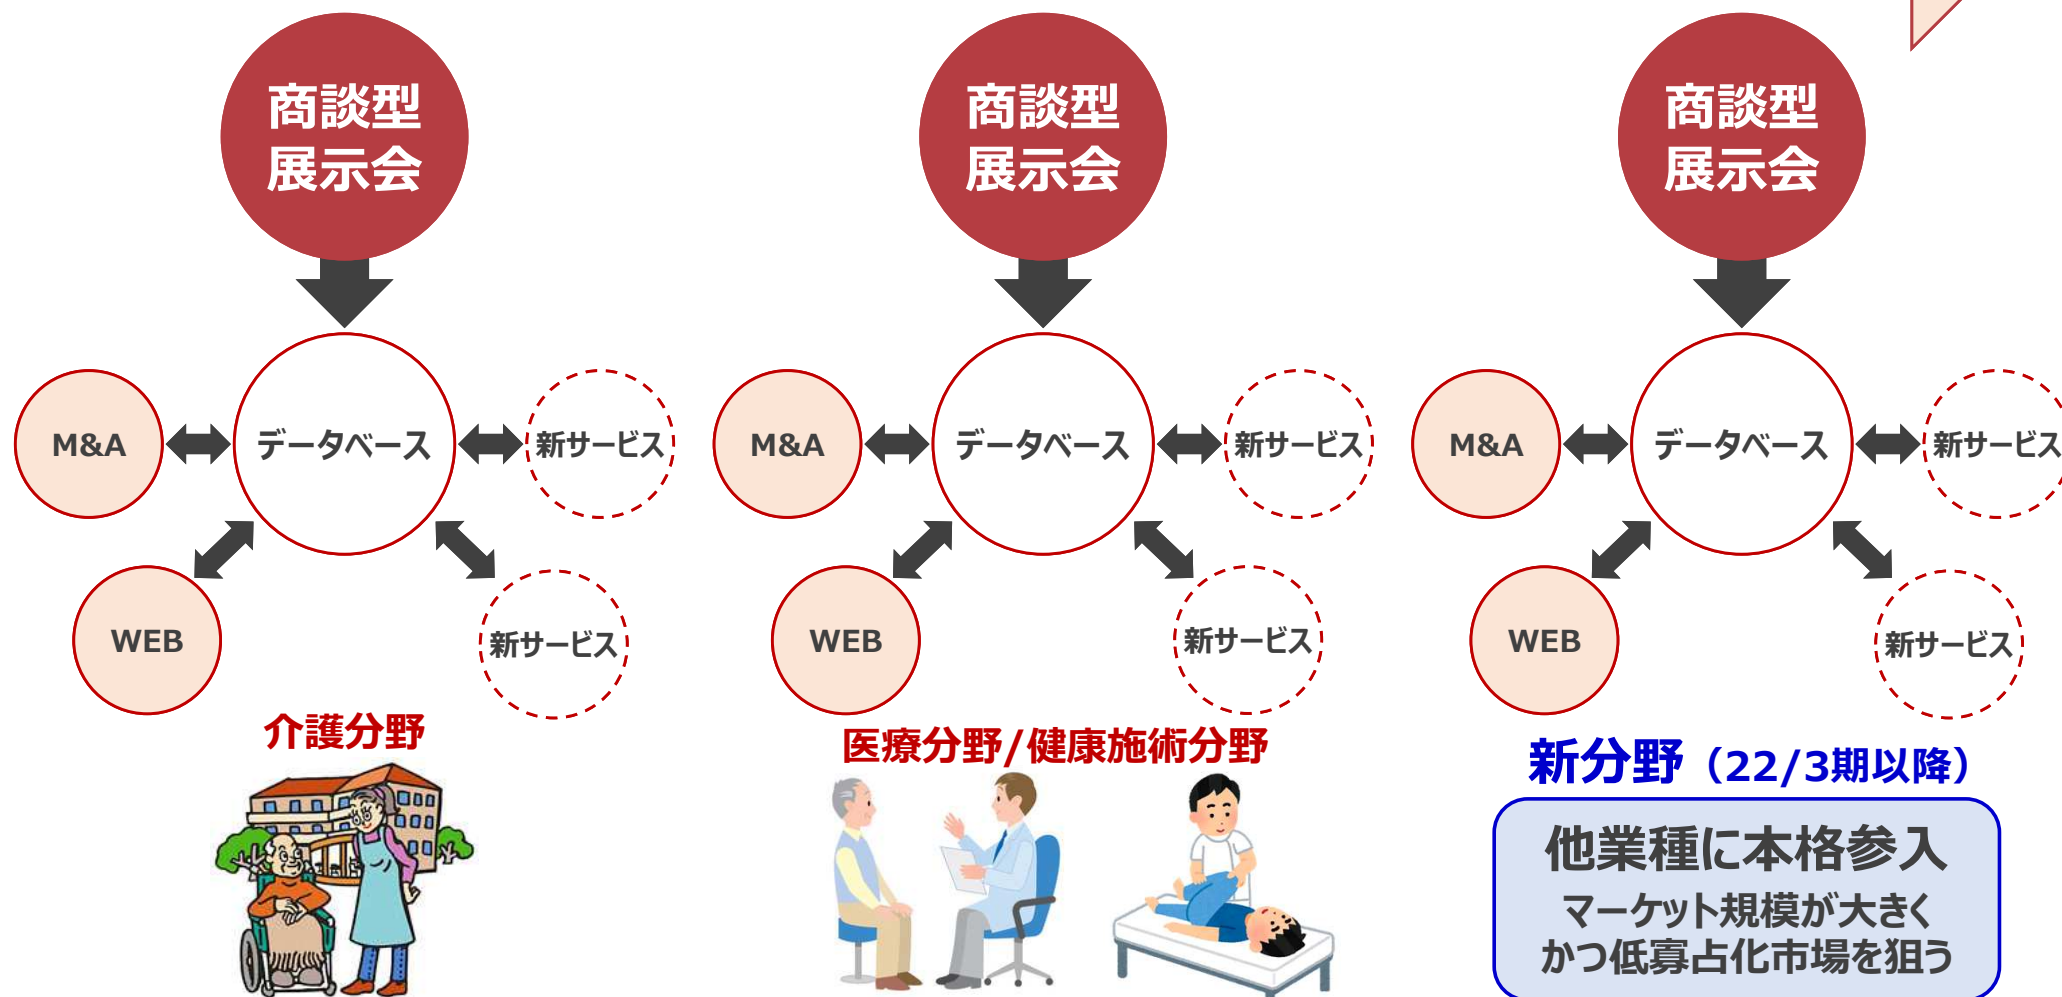 商談型
展示会
データベース
M&A
新サービス
WEB
新サービス
介護分野
商談型
展示会
データベース
M&A
新サービス
WEB
新サービス
医療分野/健康施術分野
商談型
展示会
データベース
M&A
新サービス
WEB
新サービス
新分野（22/3期以降）
他業種に本格参入
マーケット規模が大きく
かつ低寡占化市場を狙う